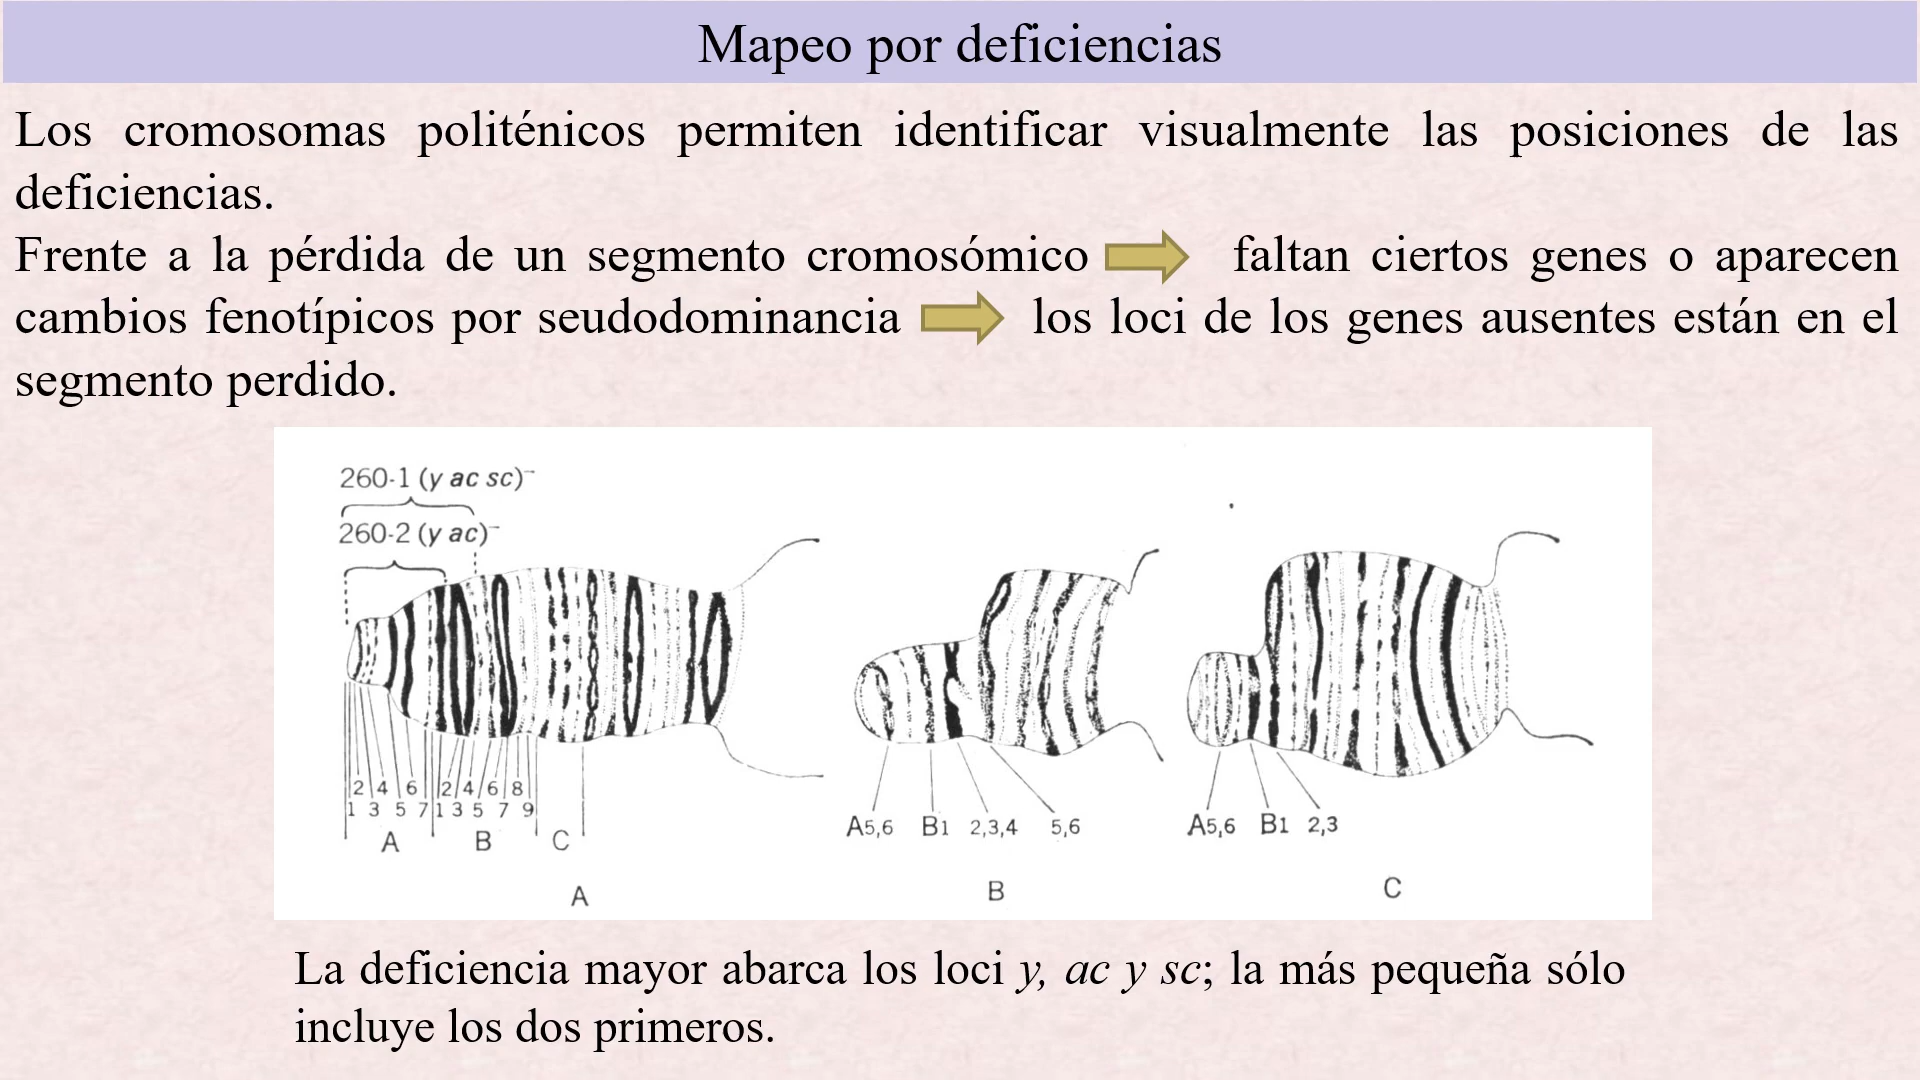 Mapeo por deficiencias
Los cromosomas politénicos permiten identificar visualmente las posiciones de las
deficiencias.
Frente a la pérdida de un segmento cromosómico faltan ciertos genes o aparecen
cambios fenotípicos por seudodominancia los loci de los genes ausentes están en el
segmento perdido.
260-1 (y ac sc)⁻
260-2 (y ac)⁻
2 4 6 2 4 6 8
1 3 5 7 1 3 5 7 9
A B C
A
A5,6 B1 2,3,4 5,6
B
A5,6 B1 2,3
C
La deficiencia mayor abarca los loci y, ac y sc; la más pequeña sólo
incluye los dos primeros.